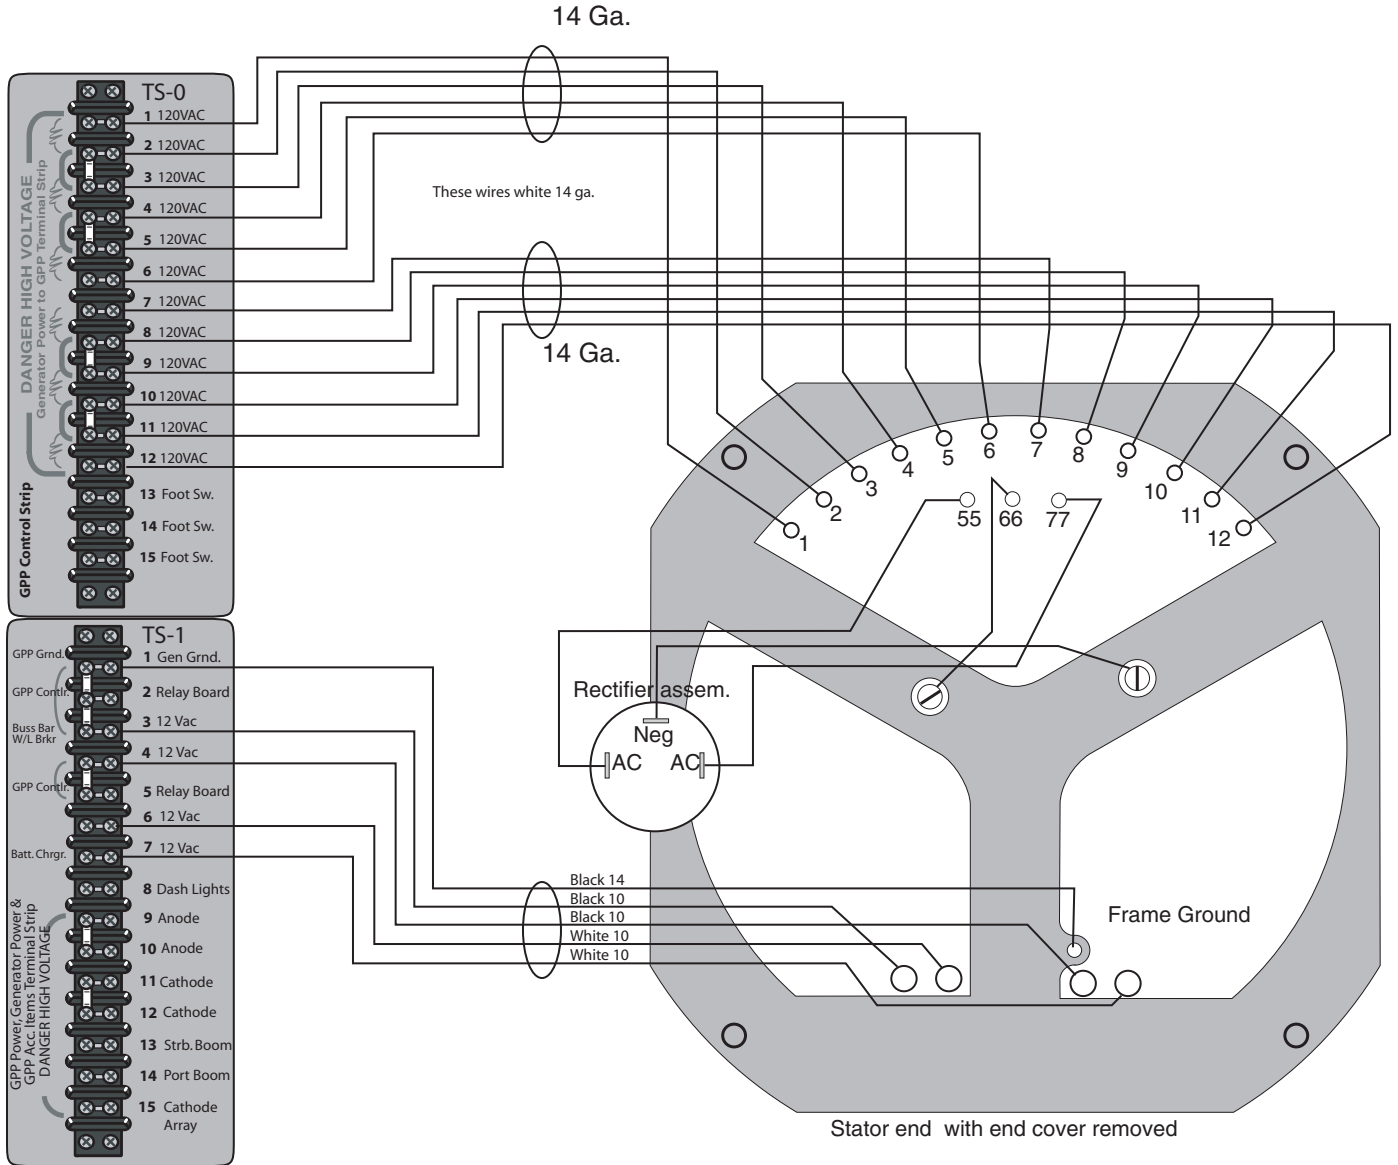 14 Ga.
TS-0
1 120VAC
2 120VAC
3 120VAC
4 120VAC
5 120VAC
6 120VAC
7 120VAC
8 120VAC
9 120VAC
10 120VAC
11 120VAC
12 120VAC
13 Foot Sw.
14 Foot Sw.
15 Foot Sw.
DANGER HIGH VOLTAGE
Generator Power to GPP Terminal Strip
GPP Control Strip
These wires white 14 ga.
14 Ga.
1
2
3
4
5
6
7
8
9
10
11
12
55
66
77
TS-1
1 Gen Grnd.
2 Relay Board
3 12 Vac
4 12 Vac
5 Relay Board
6 12 Vac
7 12 Vac
8 Dash Lights
9 Anode
10 Anode
11 Cathode
12 Cathode
13 Strb. Boom
14 Port Boom
15 Cathode
Array
GPP Grnd.
GPP Contlr.
Buss Bar
W/L Brkr
GPP Contlr.
Batt. Chrgr.
GPP Power, Generator Power &
GPP Acc. Items Terminal Strip
DANGER HIGH VOLTAGE
Rectifier assem.
Neg
AC
AC
Black 14
Black 10
Black 10
White 10
White 10
Frame Ground
Stator end with end cover removed